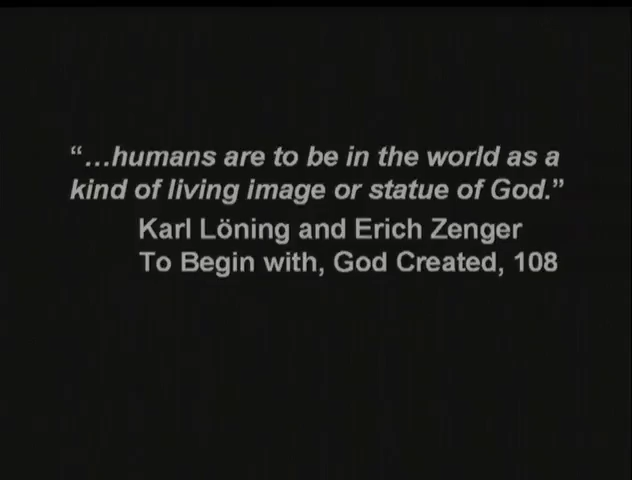 “…humans are to be in the world as a
kind of living image or statue of God.”
Karl Löning and Erich Zenger
To Begin with, God Created, 108